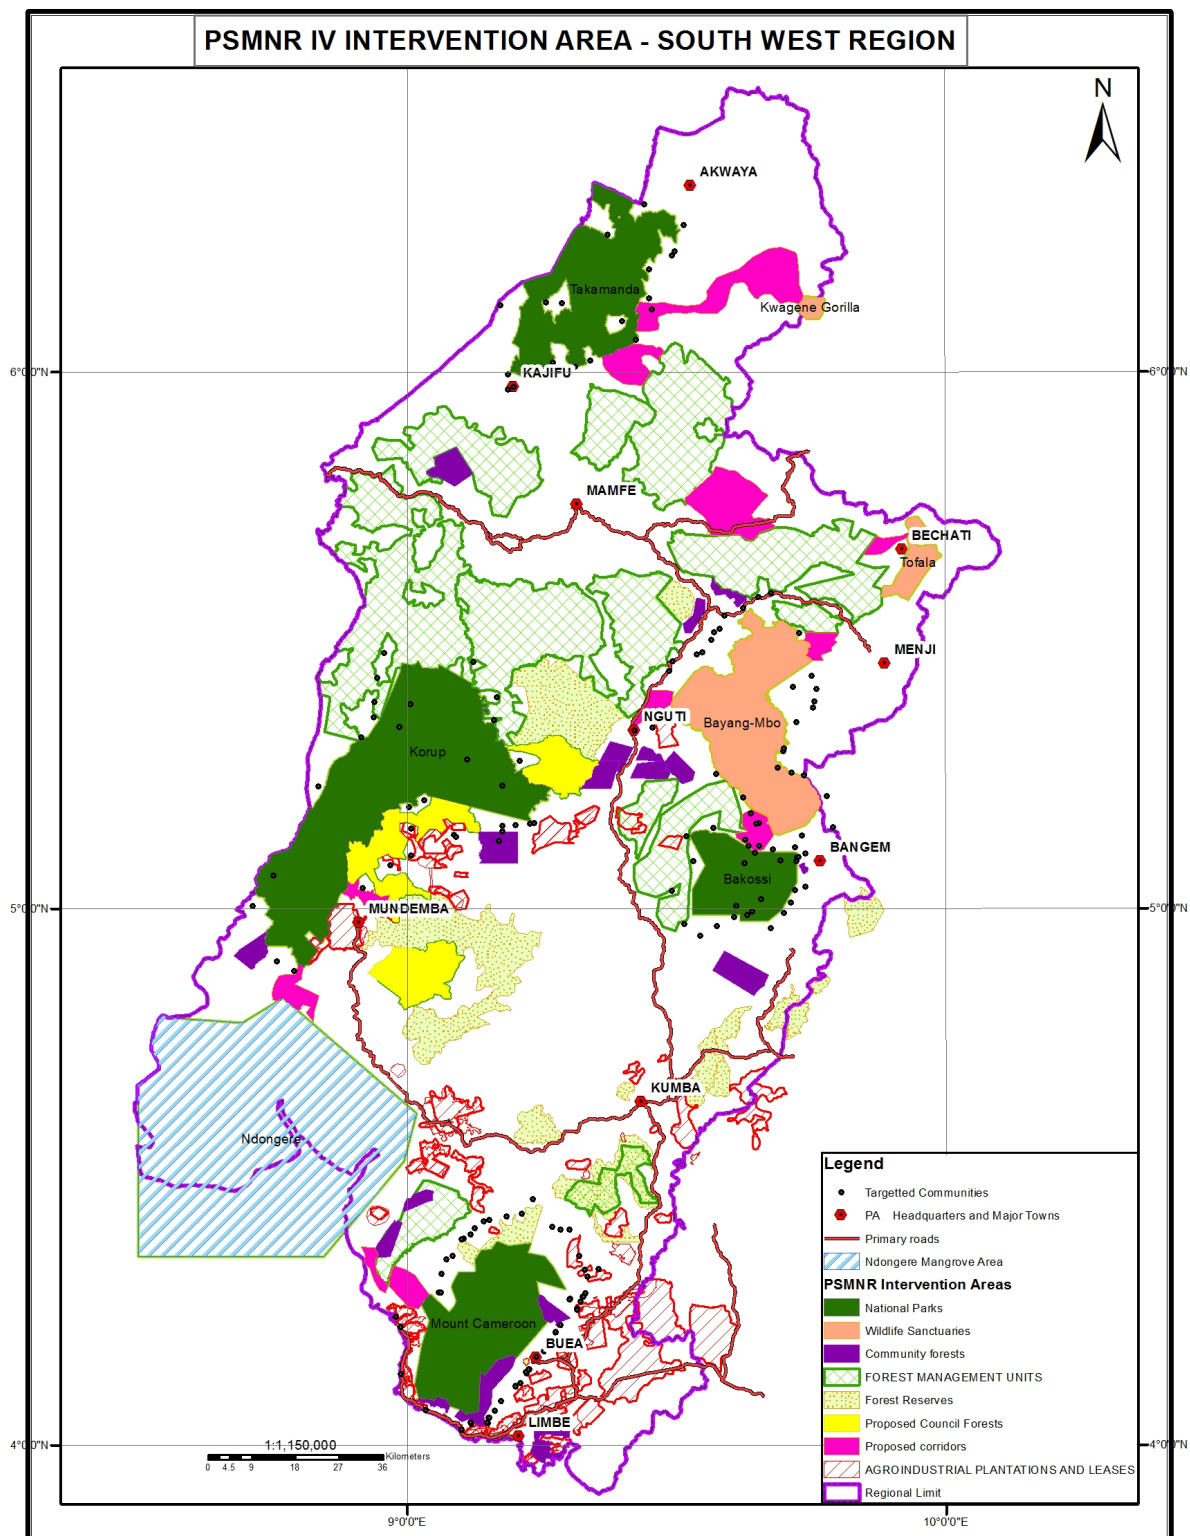 PSMNR IV INTERVENTION AREA - SOUTH WEST REGION
N
AKWAYA
Takamanda
Kwagene Gorilla
6°0'0"N
6°0'0"N
KAJIFU
MAMFE
BECHATI
Tofala
MENJI
NGUTI
Bayang-Mbo
Korup
BANGEM
Bakossi
5°0'0"N
5°0'0"N
MUNDEMBA
KUMBA
Ndongere
Mount Cameroon
BUEA
LIMBE
4°0'0"N
4°0'0"N
1:1,150,000
Kilometers
0 4.5 9 18 27 36
9°0'0"E
10°0'0"E
Legend
Targetted Communities
PA Headquarters and Major Towns
Primary roads
Ndongere Mangrove Area
PSMNR Intervention Areas
National Parks
Wildlife Sanctuaries
Community forests
FOREST MANAGEMENT UNITS
Forest Reserves
Proposed Council Forests
Proposed corridors
AGROINDUSTRIAL PLANTATIONS AND LEASES
Regional Limit